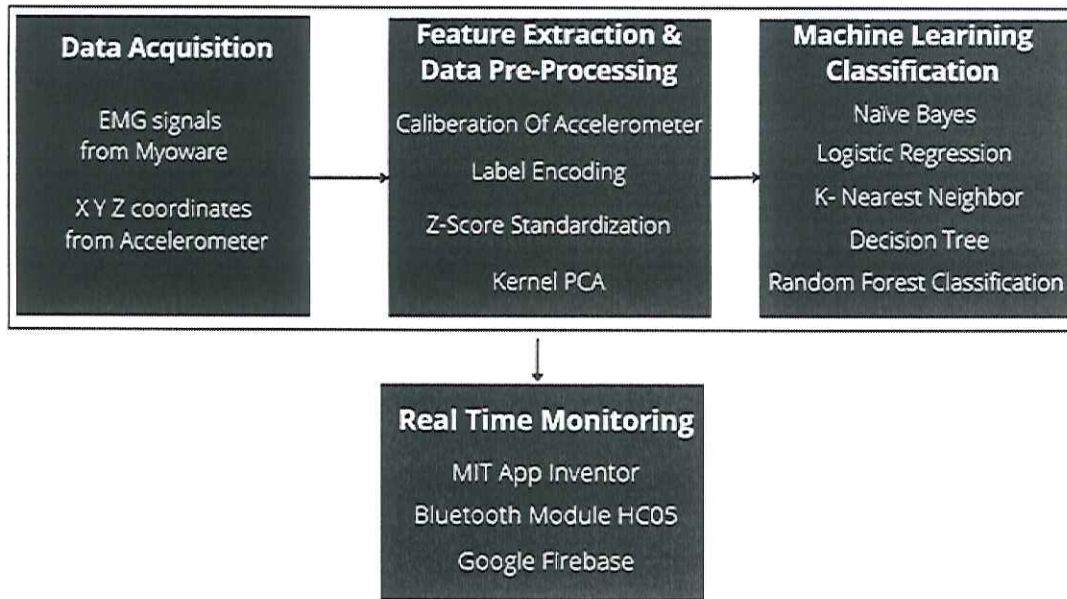 Data Acquisition
EMG signals
from Myoware
X Y Z coordinates
from Accelerometer
Feature Extraction &
Data Pre-Processing
Caliberation Of Accelerometer
Label Encoding
Z-Score Standardization
Kernel PCA
Machine Learining
Classification
Naïve Bayes
Logistic Regression
K- Nearest Neighbor
Decision Tree
Random Forest Classification
Real Time Monitoring
MIT App Inventor
Bluetooth Module HC05
Google Firebase